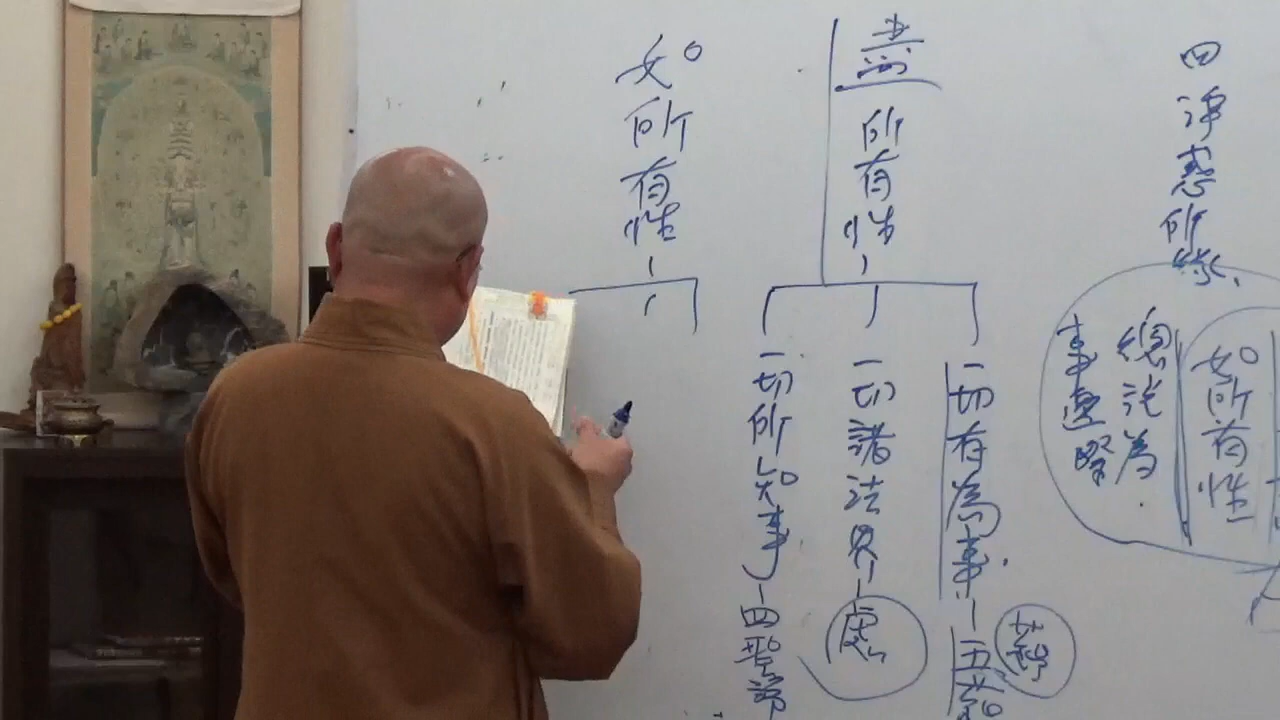 四淨惑所緣
如所有性
總說為
事邊際
盡所有性
一切有為事-五蘊
一切諸法界-處
一切所知事-四聖諦
如所有性